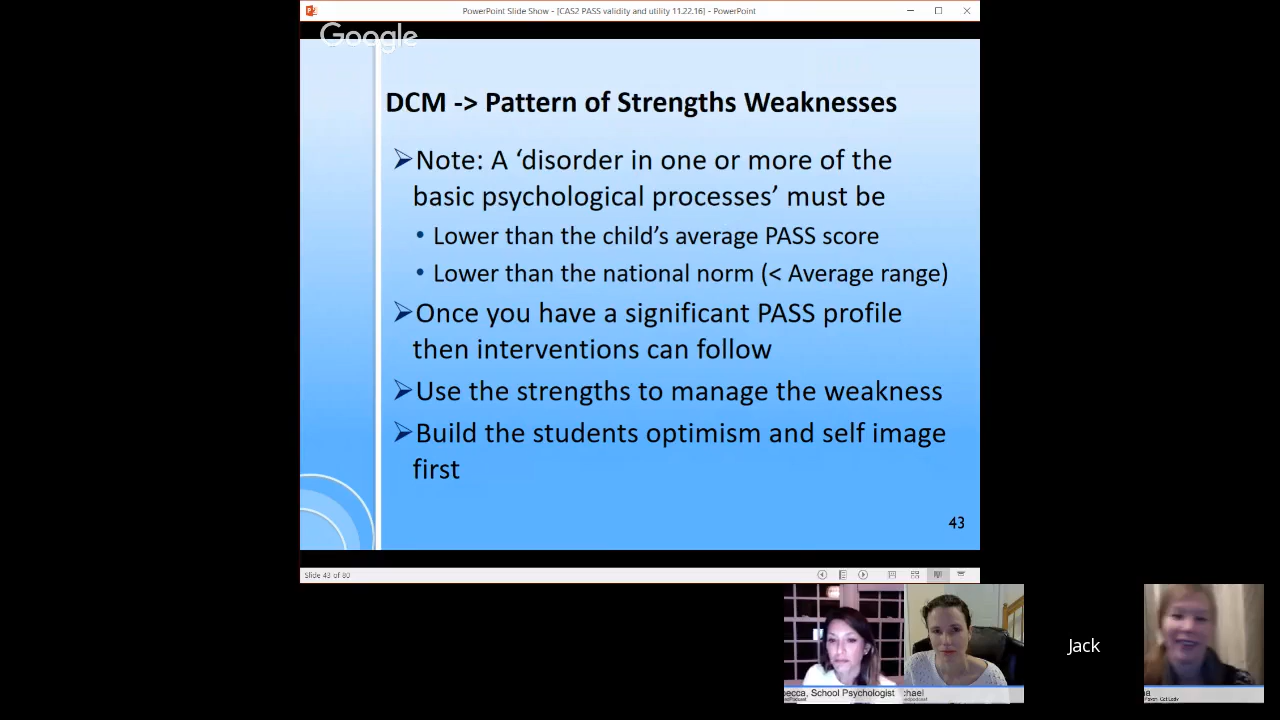 PowerPoint Slide Show - [CAS2 PASS validity and utility 11.22.16] - PowerPoint
Google
DCM -> Pattern of Strengths Weaknesses
Note: A ‘disorder in one or more of the
basic psychological processes’ must be
• Lower than the child’s average PASS score
• Lower than the national norm (< Average range)
Once you have a significant PASS profile
then interventions can follow
Use the strengths to manage the weakness
Build the students optimism and self image
first
43
Slide 43 of 80
Jack
becca, School Psychologist
chael